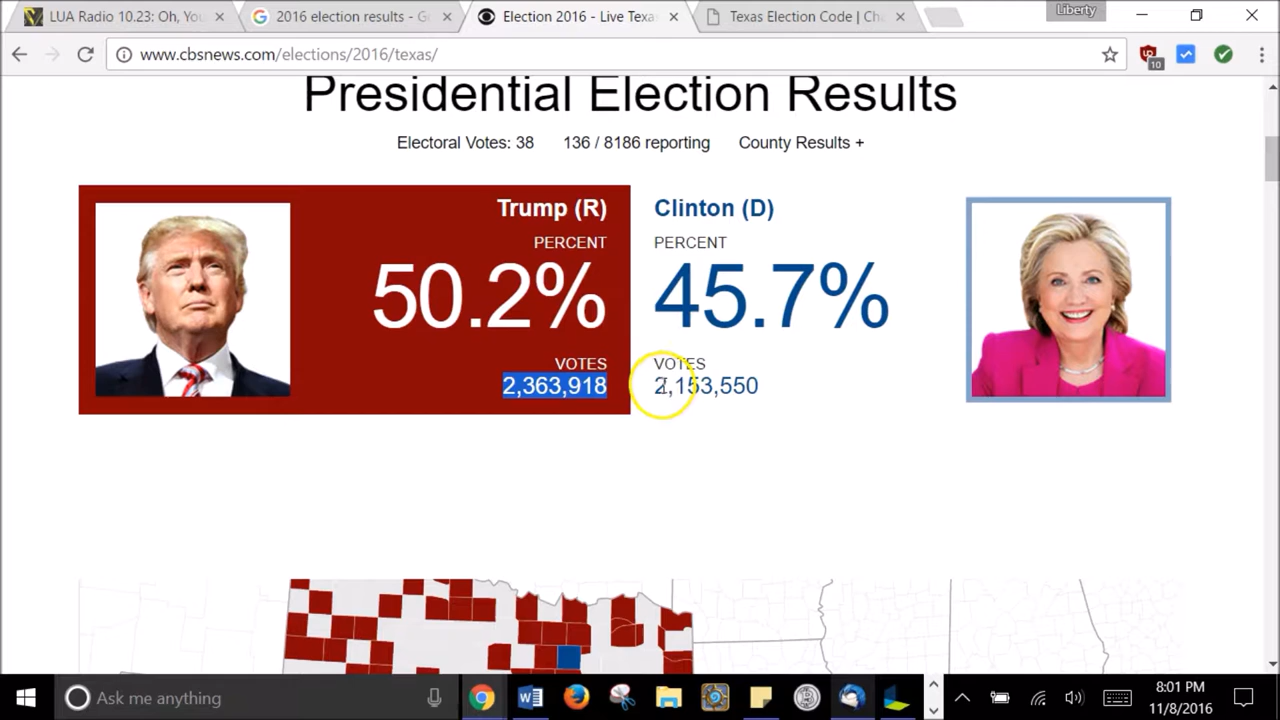 LUA Radio 10.23: Oh, You
2016 election results - G
Election 2016 - Live Texa
Texas Election Code | Ch
Liberty
www.cbsnews.com/elections/2016/texas/
10
Presidential Election Results
Electoral Votes: 38 136 / 8186 reporting County Results +
Trump (R)
PERCENT
50.2%
VOTES
2,363,918
Clinton (D)
PERCENT
45.7%
VOTES
2,153,550
Ask me anything
8:01 PM
11/8/2016